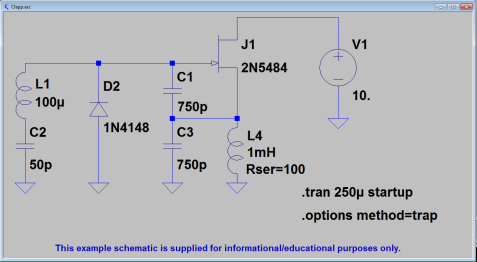 Clapp.asc
J1
2N5484
V1
10.
L1
100µ
C2
50p
D2
1N4148
C1
750p
C3
750p
L4
1mH
Rser=100
.tran 250µ startup
.options method=trap
This example schematic is supplied for informational/educational purposes only.